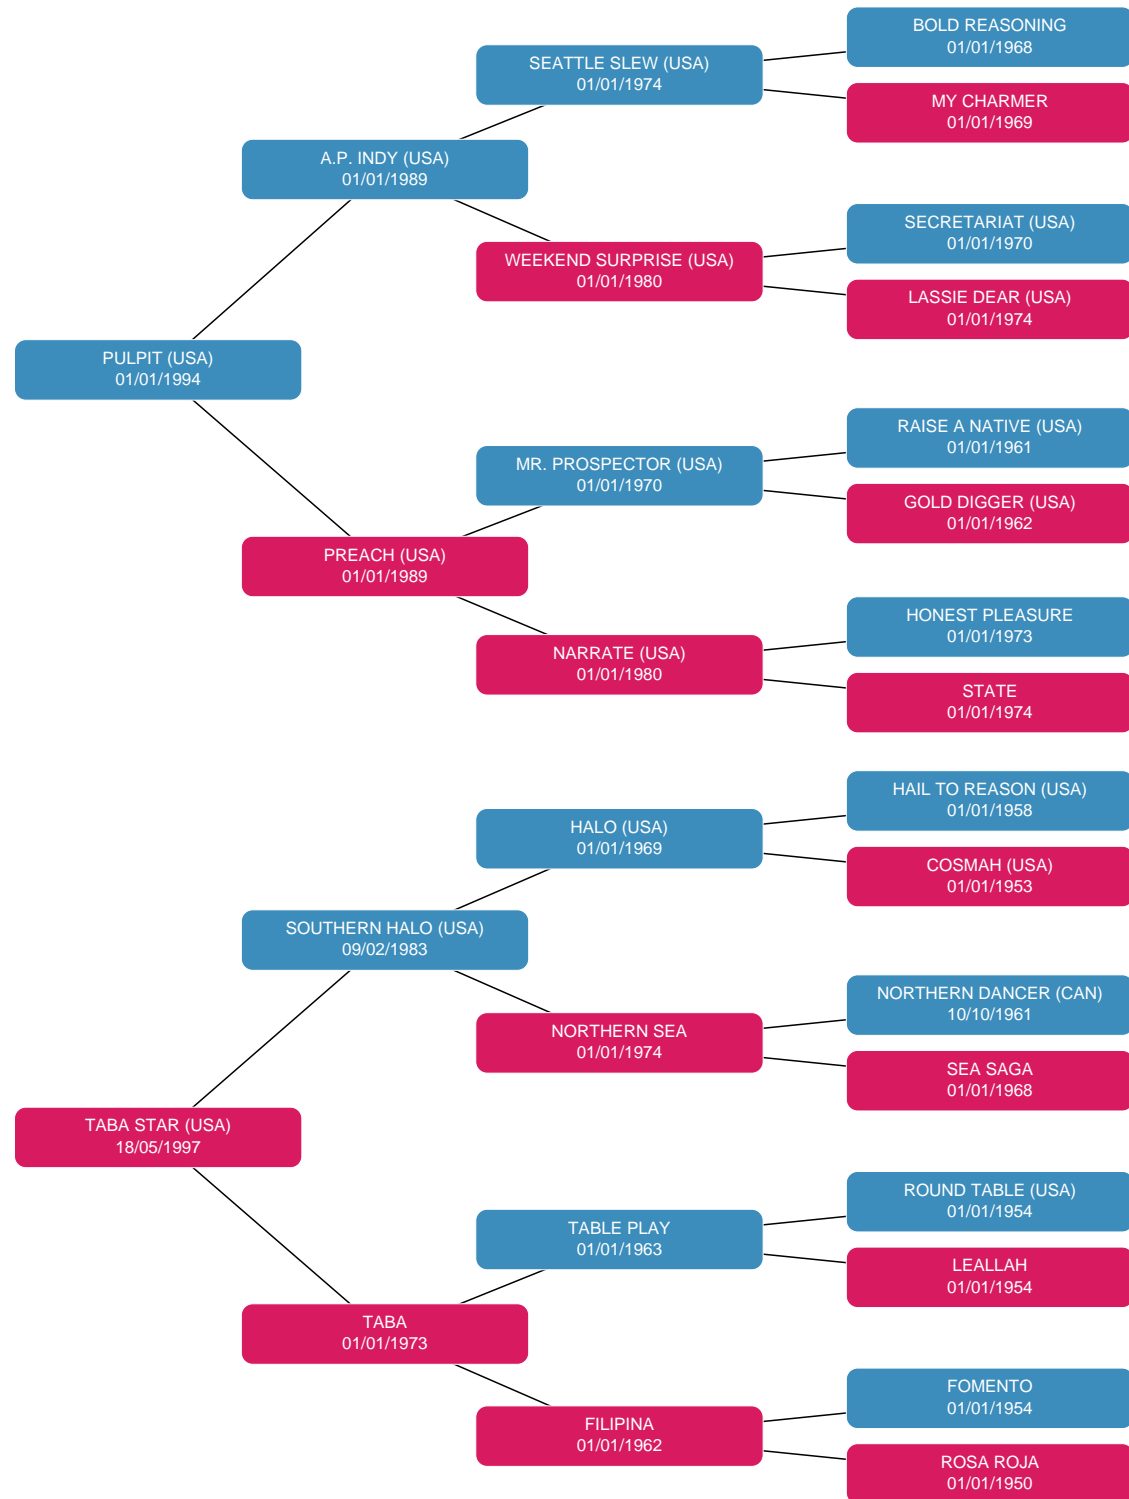 BOLD REASONING
01/01/1968
SEATTLE SLEW (USA)
01/01/1974
MY CHARMER
01/01/1969
A.P. INDY (USA)
01/01/1989
SECRETARIAT (USA)
01/01/1970
WEEKEND SURPRISE (USA)
01/01/1980
LASSIE DEAR (USA)
01/01/1974
PULPIT (USA)
01/01/1994
RAISE A NATIVE (USA)
01/01/1961
MR. PROSPECTOR (USA)
01/01/1970
GOLD DIGGER (USA)
01/01/1962
PREACH (USA)
01/01/1989
HONEST PLEASURE
01/01/1973
NARRATE (USA)
01/01/1980
STATE
01/01/1974
HAIL TO REASON (USA)
01/01/1958
HALO (USA)
01/01/1969
COSMAH (USA)
01/01/1953
SOUTHERN HALO (USA)
09/02/1983
NORTHERN DANCER (CAN)
10/10/1961
NORTHERN SEA
01/01/1974
SEA SAGA
01/01/1968
TABA STAR (USA)
18/05/1997
ROUND TABLE (USA)
01/01/1954
TABLE PLAY
01/01/1963
LEALLAH
01/01/1954
TABA
01/01/1973
FOMENTO
01/01/1954
FILIPINA
01/01/1962
ROSA ROJA
01/01/1950